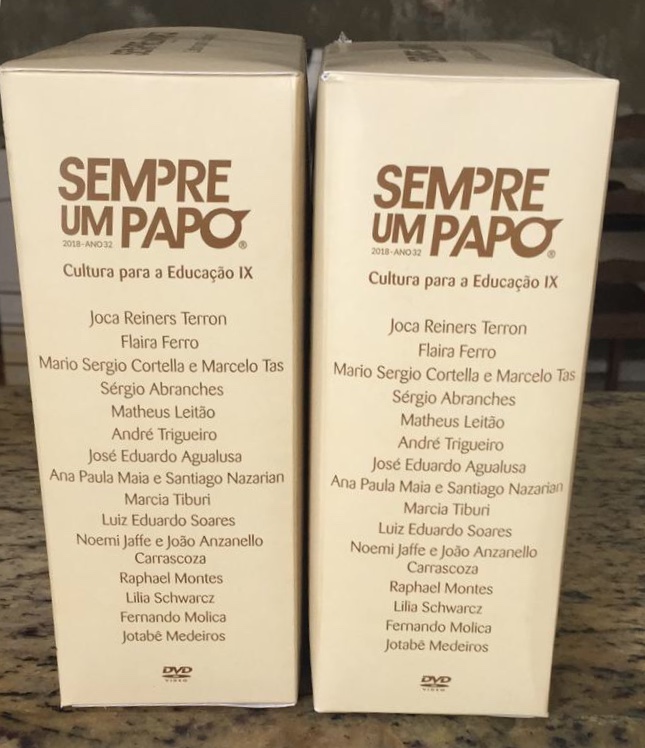 SEMPRE
UM PAPO
2018 - ANO 32 ®
Cultura para a Educação IX
Joca Reiners Terron
Flaira Ferro
Mario Sergio Cortella e Marcelo Tas
Sérgio Abranches
Matheus Leitão
André Trigueiro
José Eduardo Agualusa
Ana Paula Maia e Santiago Nazarian
Marcia Tiburi
Luiz Eduardo Soares
Noemi Jaffe e João Anzanello
Carrascoza
Raphael Montes
Lilia Schwarcz
Fernando Molica
Jotabê Medeiros
DVD
VIDEO
SEMPRE
UM PAPO
2018 - ANO 32 ®
Cultura para a Educação IX
Joca Reiners Terron
Flaira Ferro
Mario Sergio Cortella e Marcelo Tas
Sérgio Abranches
Matheus Leitão
André Trigueiro
José Eduardo Agualusa
Ana Paula Maia e Santiago Nazarian
Marcia Tiburi
Luiz Eduardo Soares
Noemi Jaffe e João Anzanello
Carrascoza
Raphael Montes
Lilia Schwarcz
Fernando Molica
Jotabê Medeiros
DVD
VIDEO